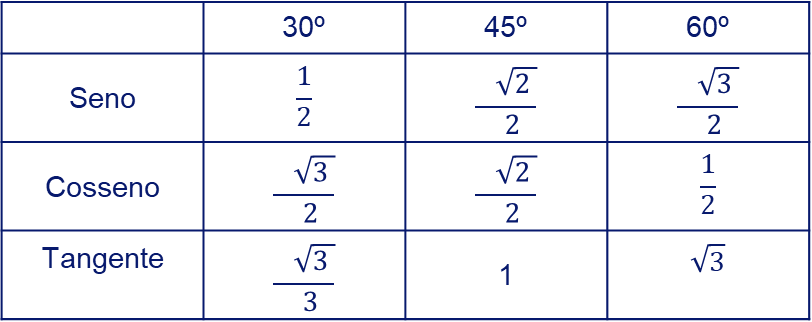 30º 45º 60º
Seno 1/2 √2/2 √3/2
Cosseno √3/2 √2/2 1/2
Tangente √3/3 1 √3